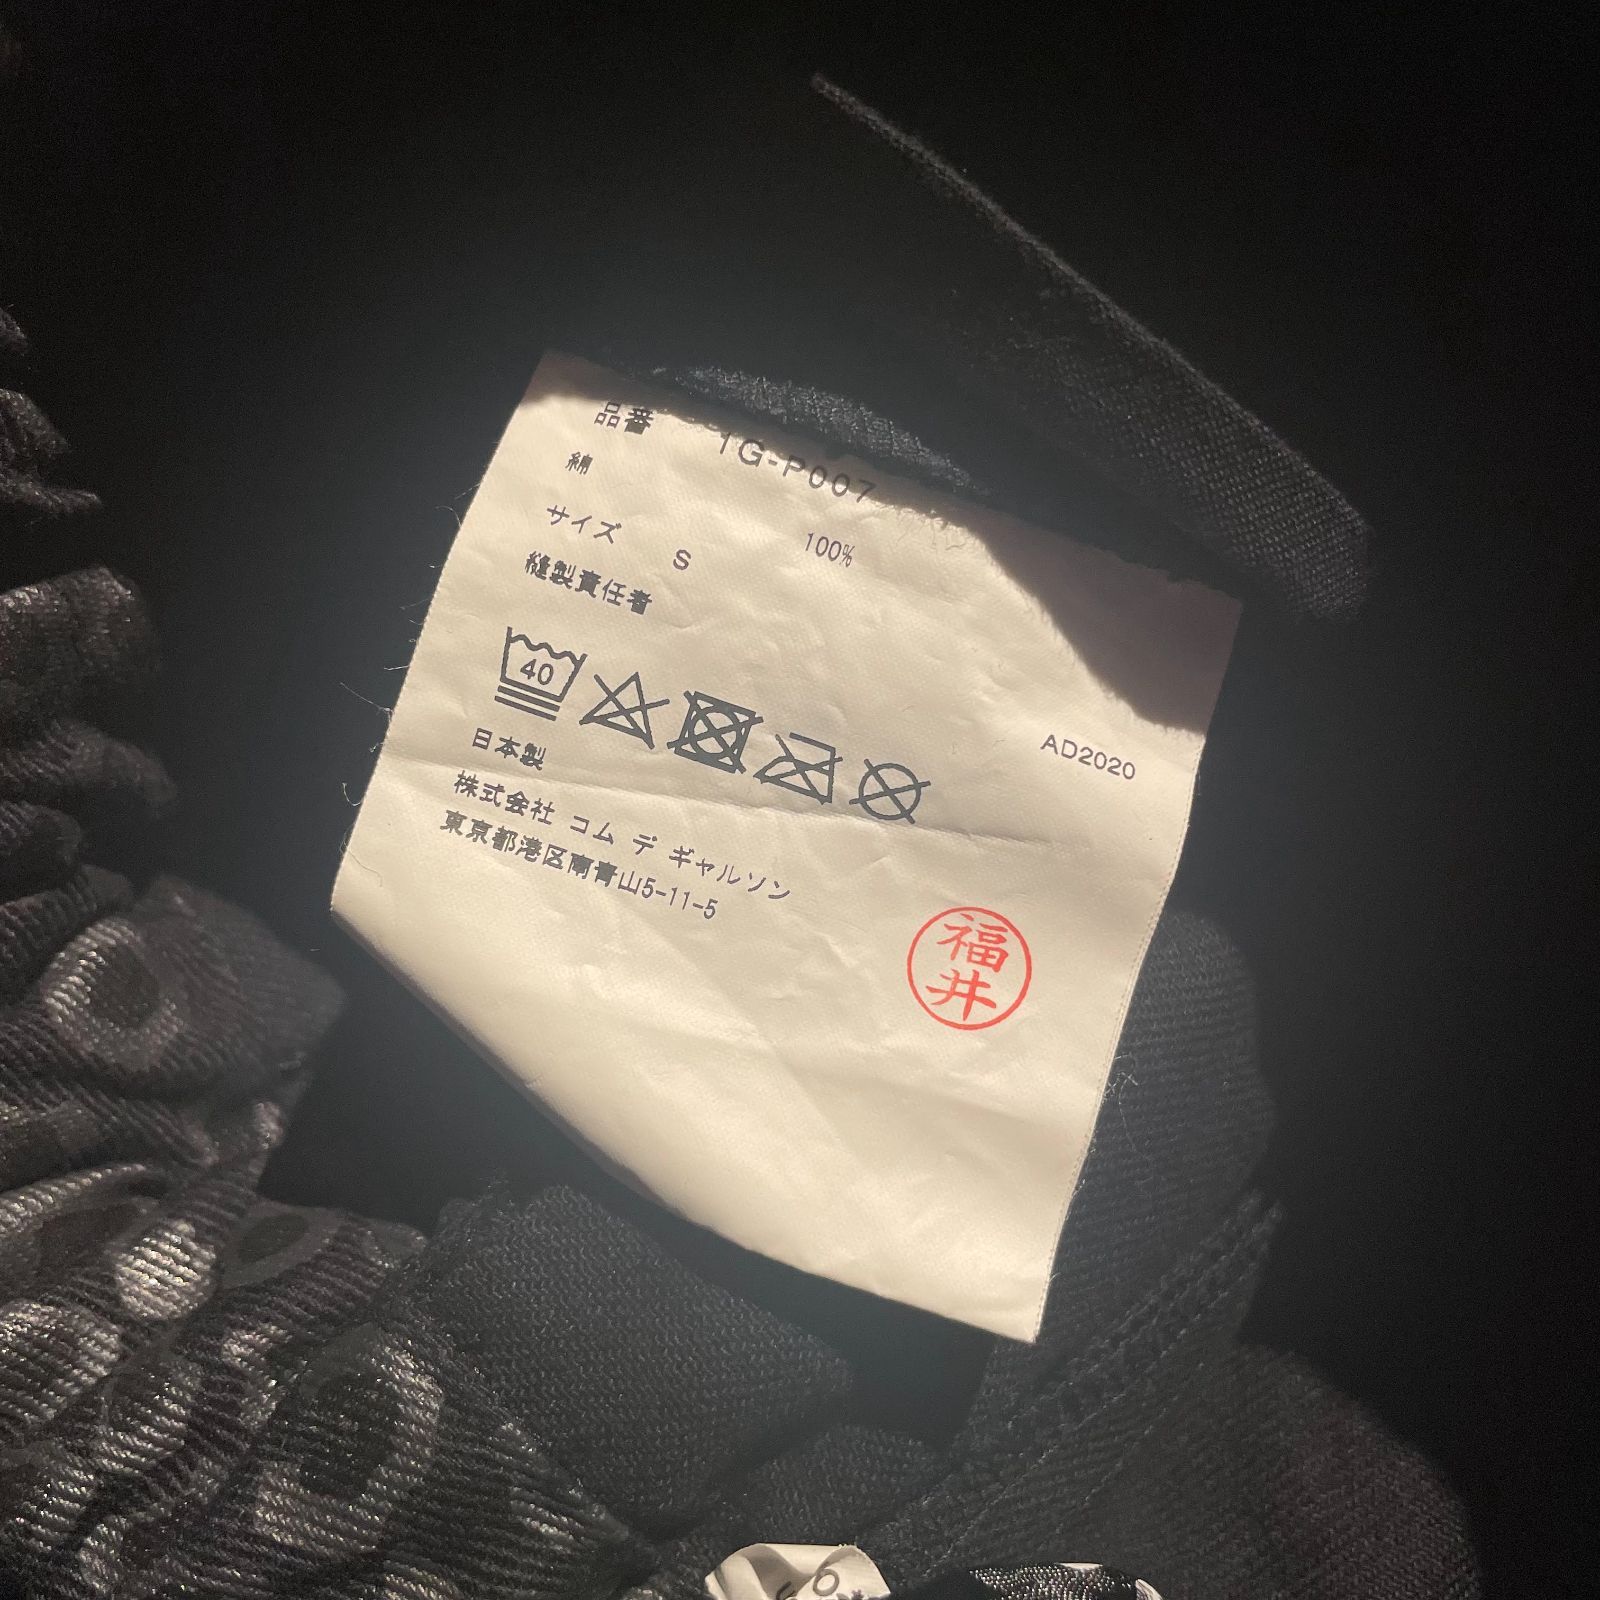 品番 1G-P007
綿 100%
サイズ S
縫製責任者
40
AD2020
日本製
株式会社 コム デ ギャルソン
東京都港区南青山5-11-5
福井